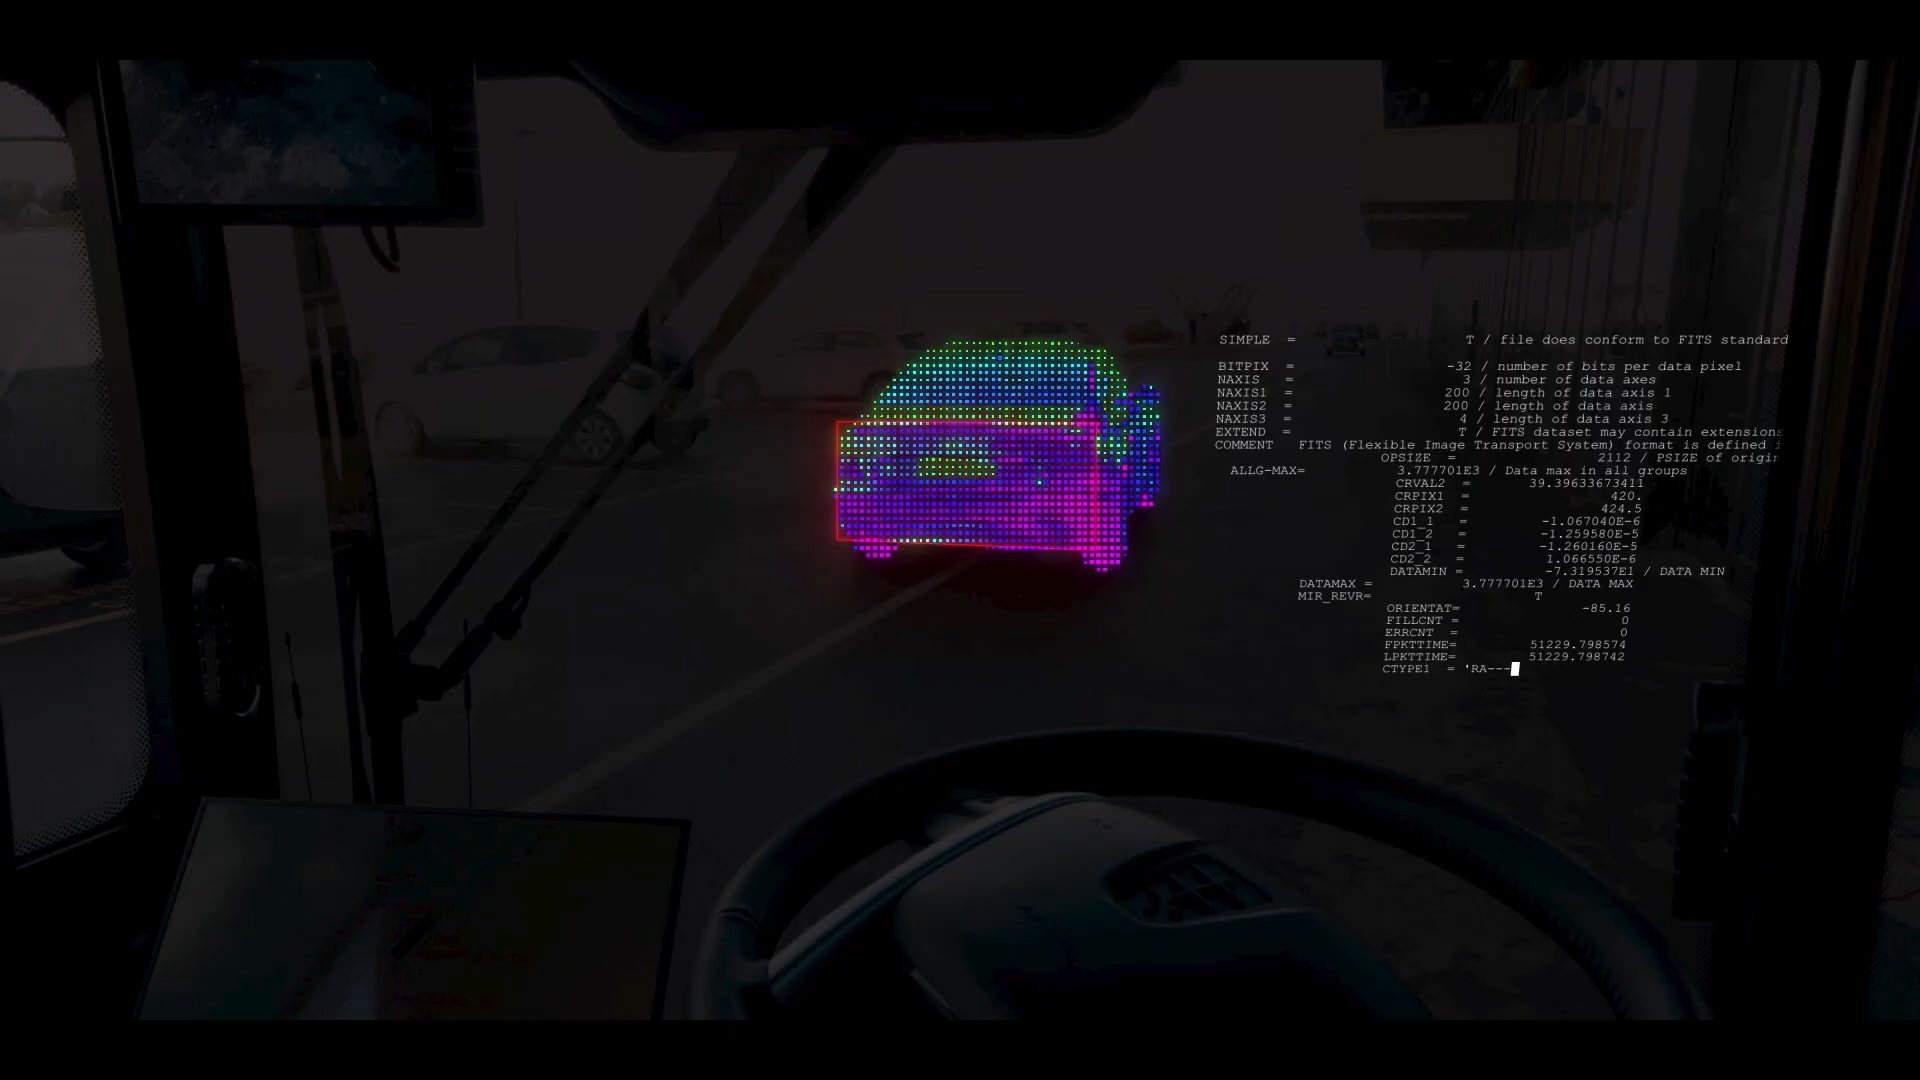 SIMPLE = T / file does conform to FITS standard
BITPIX = -32 / number of bits per data pixel
NAXIS = 3 / number of data axes
NAXIS1 = 200 / length of data axis 1
NAXIS2 = 200 / length of data axis
NAXIS3 = 4 / length of data axis 3
EXTEND = T / FITS dataset may contain extensions
COMMENT FITS (Flexible Image Transport System) format is defined
OPSIZE = 2112 / PSIZE of origin
ALLG-MAX= 3.777701E3 / Data max in all groups
CRVAL2 = 39.39633673411
CRPIX1 = 420.
CRPIX2 = 424.5
CD1_1 = -1.067040E-6
CD1_2 = -1.259580E-5
CD2_1 = -1.260160E-5
CD2_2 = 1.066550E-6
DATAMIN = -7.319537E1 / DATA MIN
DATAMAX = 3.777701E3 / DATA MAX
MIR_REVR= T
ORIENTAT= -85.16
FILLCNT = 0
ERRCNT = 0
FPKTTIME= 51229.798574
LPKTTIME= 51229.798742
CTYPE1 = 'RA---